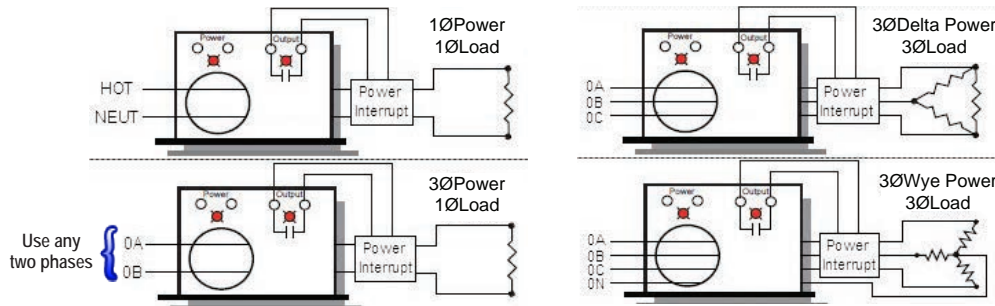 Power
Output
1ØPower
1ØLoad
HOT
NEUT
Power
Interrupt
Power
Output
3ØDelta Power
3ØLoad
0A
0B
0C
Power
Interrupt
Power
Output
3ØPower
1ØLoad
Use any
two phases
0A
0B
Power
Interrupt
Power
Output
3ØWye Power
3ØLoad
0A
0B
0C
0N
Power
Interrupt